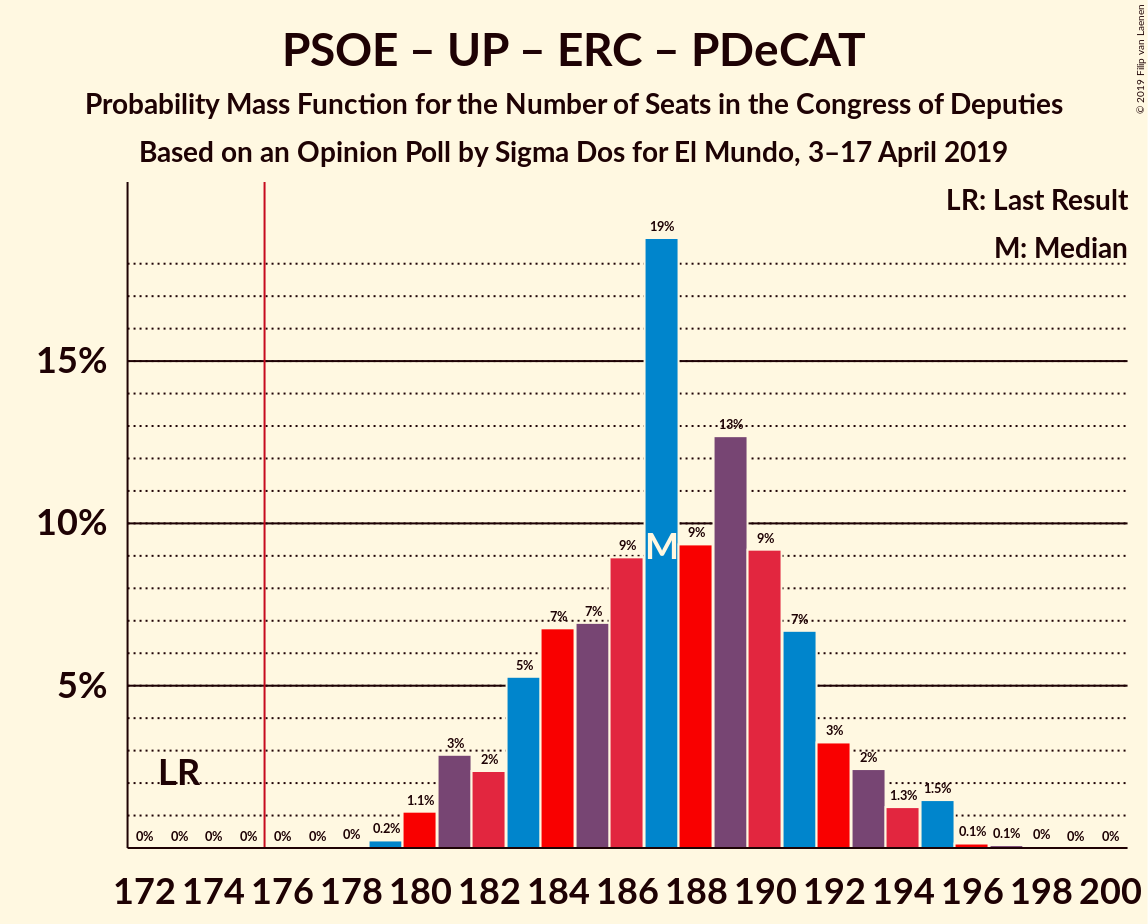 PSOE – UP – ERC – PDeCAT
Probability Mass Function for the Number of Seats in the Congress of Deputies
Based on an Opinion Poll by Sigma Dos for El Mundo, 3–17 April 2019
© 2019 Filip van Laenen
LR: Last Result
M: Median
19%
15%
13%
10%
9% M 9% 9%
7% 7% 7%
5%
5%
3% 2% 3% 2%
LR
1.1% 1.3% 1.5%
0% 0% 0% 0% 0% 0% 0% 0.2% 0.1% 0.1% 0% 0% 0%
172 174 176 178 180 182 184 186 188 190 192 194 196 198 200